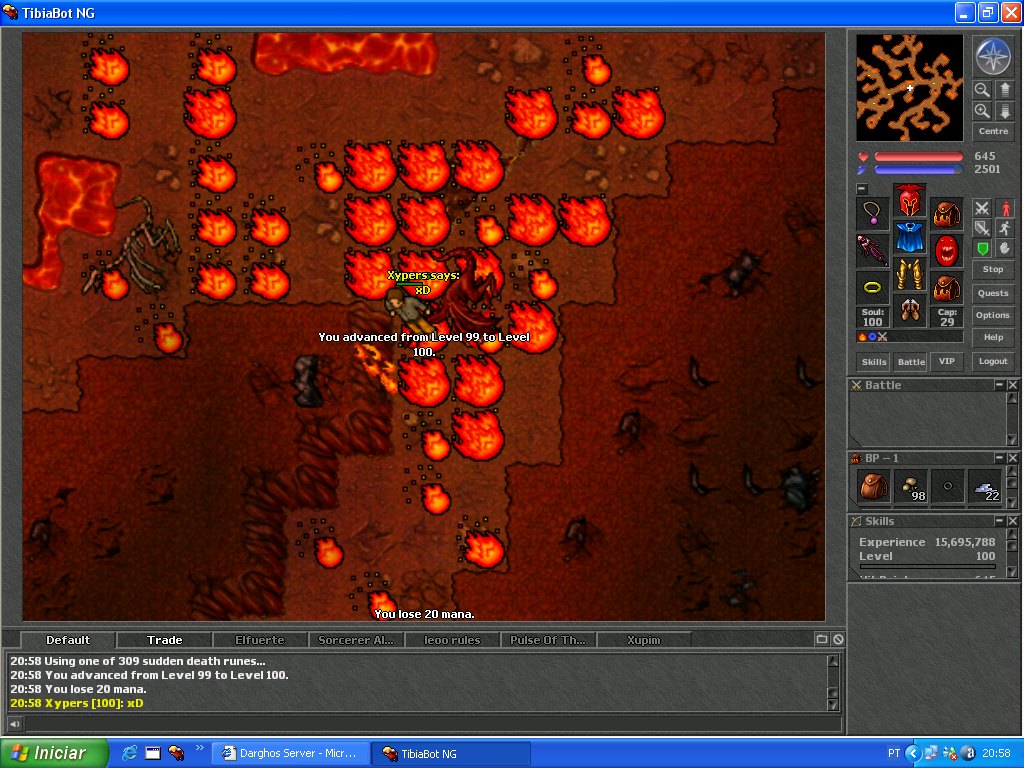 TibiaBot NG
Centre
645
2501
Soul:
100
Cap:
29
Stop
Quests
Options
Help
Skills
Battle
VIP
Logout
Xypers says:
xD
You advanced from Level 99 to Level
100.
You lose 20 mana.
Battle
BP - 1
98
22
Skills
Experience 15,695,788
Level 100
Default
Trade
Elfuerte
Sorcerer Al...
leoo rules
Pulse Of Th...
Xupim
20:58 Using one of 309 sudden death runes...
20:58 You advanced from Level 99 to Level 100.
20:58 You lose 20 mana.
20:58 Xypers [100]: xD
Iniciar
Darghos Server - Micr...
TibiaBot NG
PT
20:58